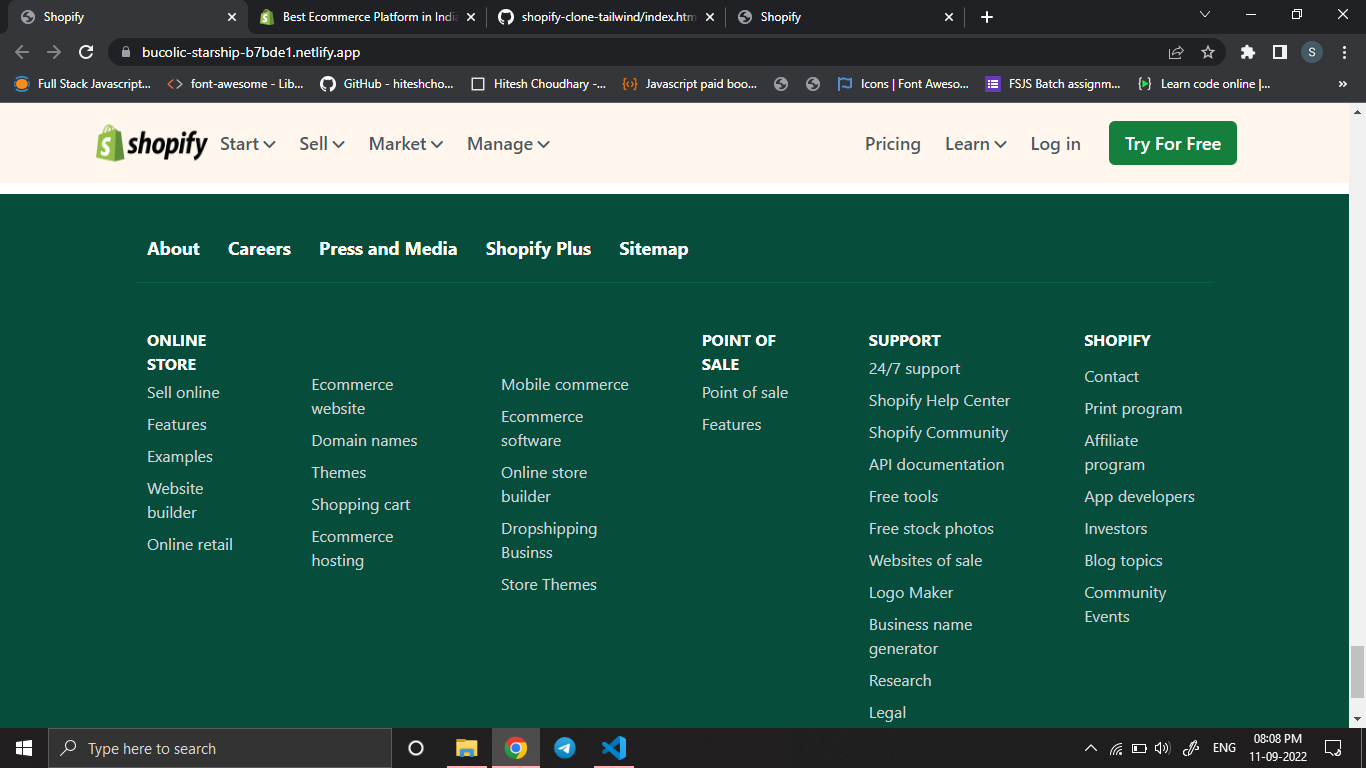 Shopify
Best Ecommerce Platform in Indi
shopify-clone-tailwind/index.htm
Shopify
bucolic-starship-b7bde1.netlify.app
S
Full Stack Javascript...
font-awesome - Lib...
GitHub - hiteshcho...
Hitesh Choudhary -...
Javascript paid boo...
Icons | Font Aweso...
FSJS Batch assignm...
Learn code online |...
»
shopify
Start
Sell
Market
Manage
Pricing
Learn
Log in
Try For Free
About
Careers
Press and Media
Shopify Plus
Sitemap
ONLINE
STORE
Sell online
Features
Examples
Website
builder
Online retail
Ecommerce
website
Domain names
Themes
Shopping cart
Ecommerce
hosting
Mobile commerce
Ecommerce
software
Online store
builder
Dropshipping
Businss
Store Themes
POINT OF
SALE
Point of sale
Features
SUPPORT
24/7 support
Shopify Help Center
Shopify Community
API documentation
Free tools
Free stock photos
Websites of sale
Logo Maker
Business name
generator
Research
Legal
SHOPIFY
Contact
Print program
Affiliate
program
App developers
Investors
Blog topics
Community
Events
Type here to search
ENG
08:08 PM
11-09-2022